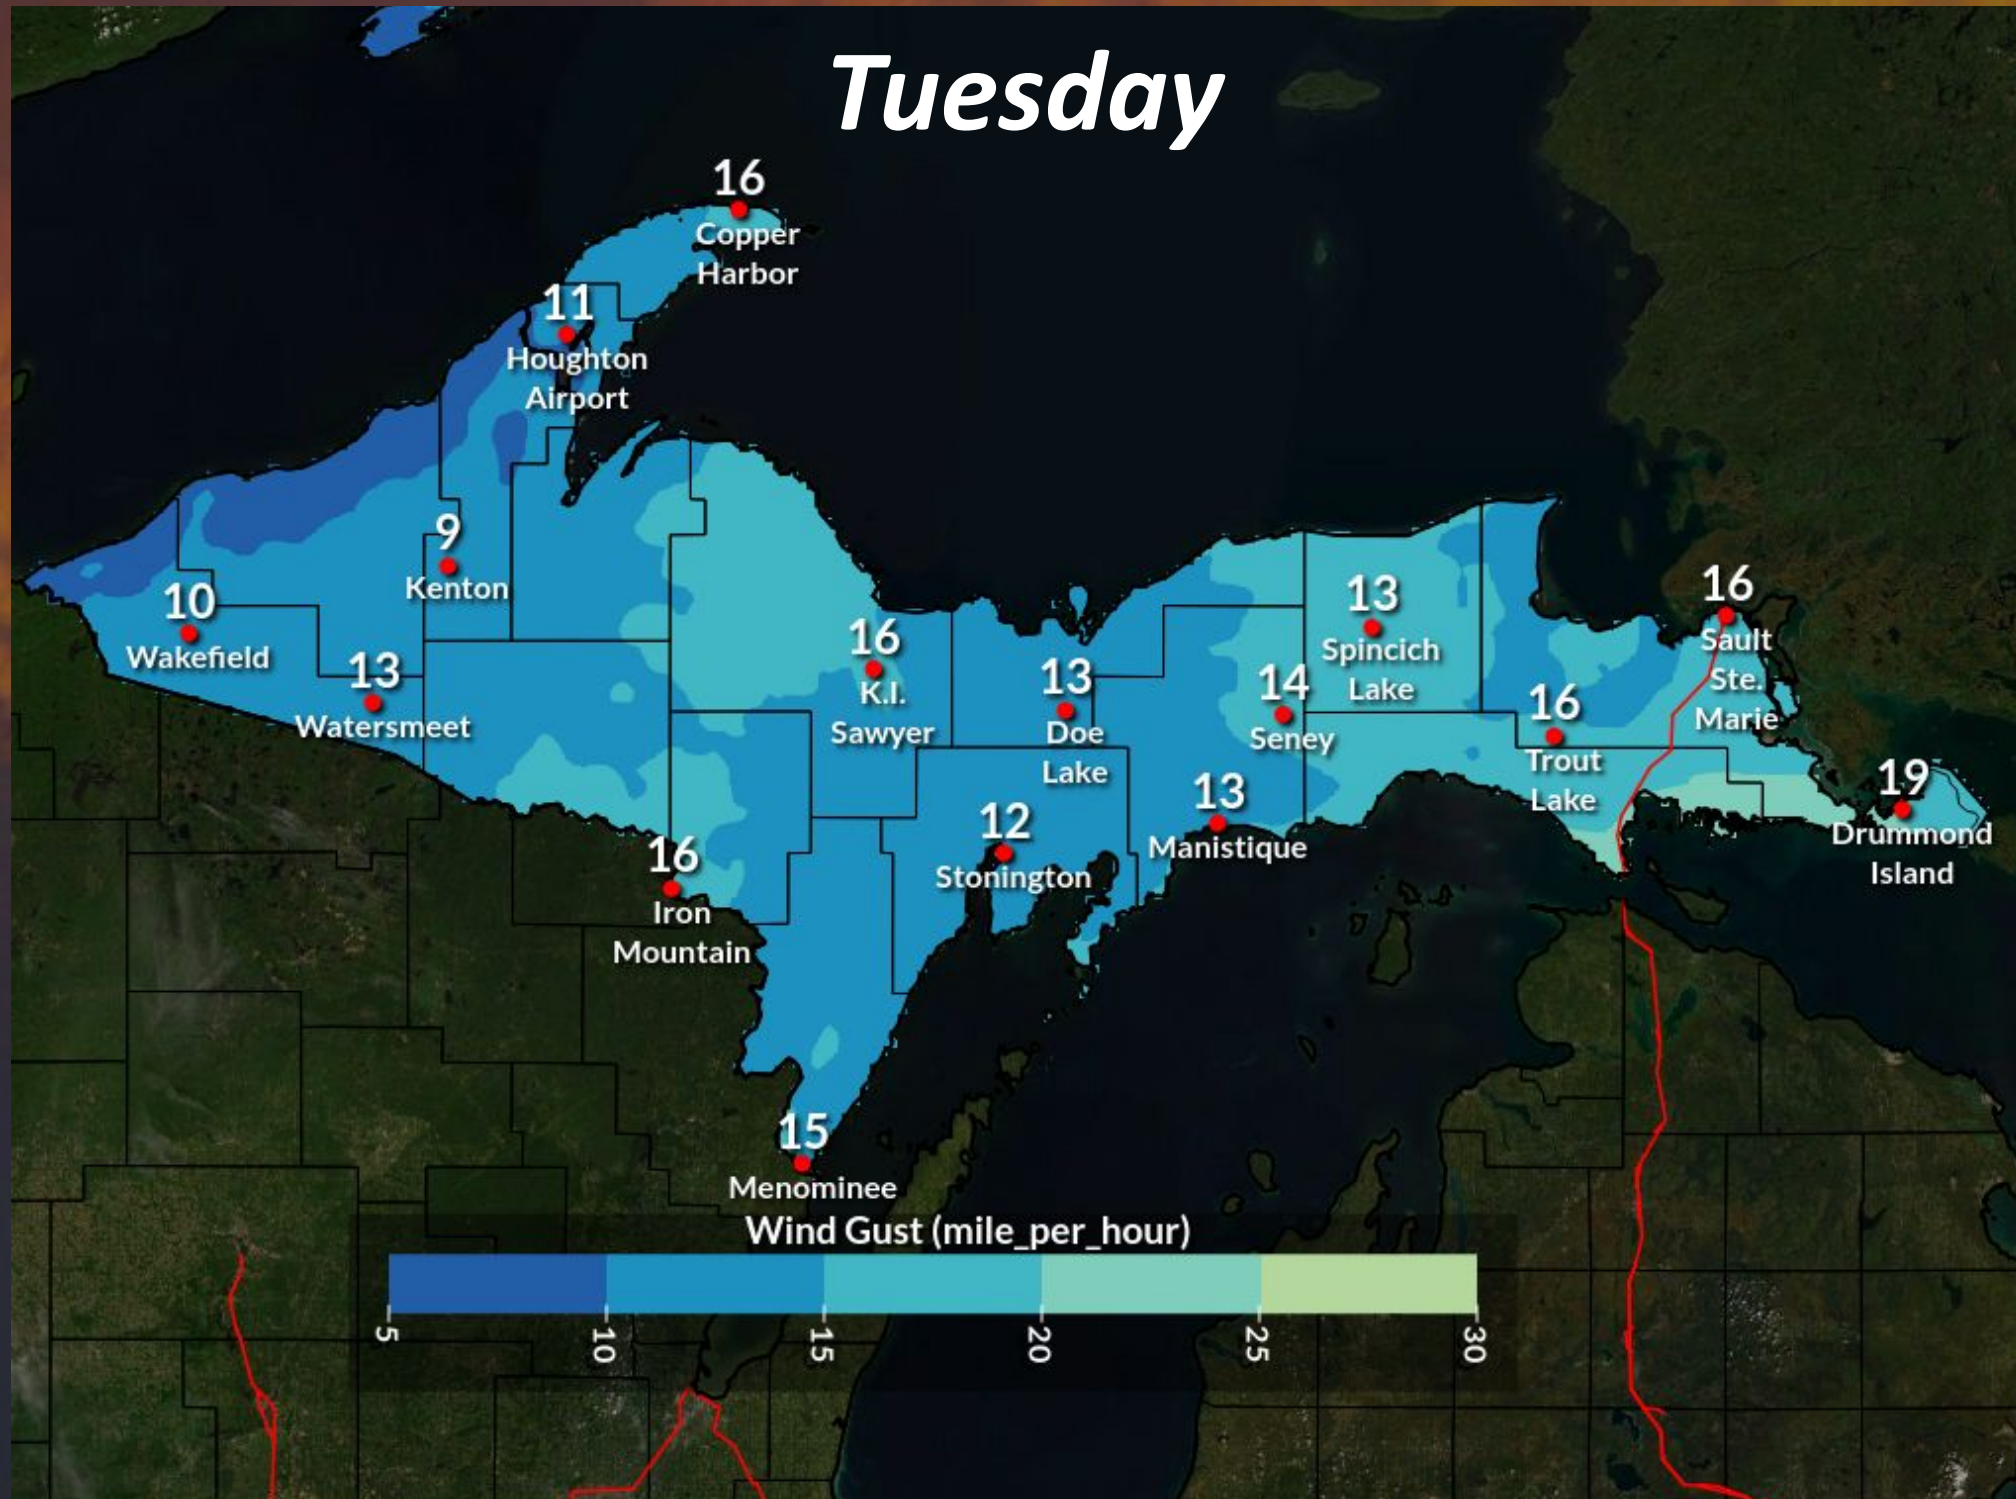 Tuesday
16
Copper
Harbor
11
Houghton
Airport
9
Kenton
10
Wakefield
13
Watersmeet
16
K.I.
Sawyer
13
Doe
Lake
14
Seney
13
Spincich
Lake
16
Trout
Lake
16
Sault
Ste.
Marie
19
Drummond
Island
13
Manistique
12
Stonington
16
Iron
Mountain
15
Menominee
Wind Gust (mile_per_hour)
5
10
15
20
25
30